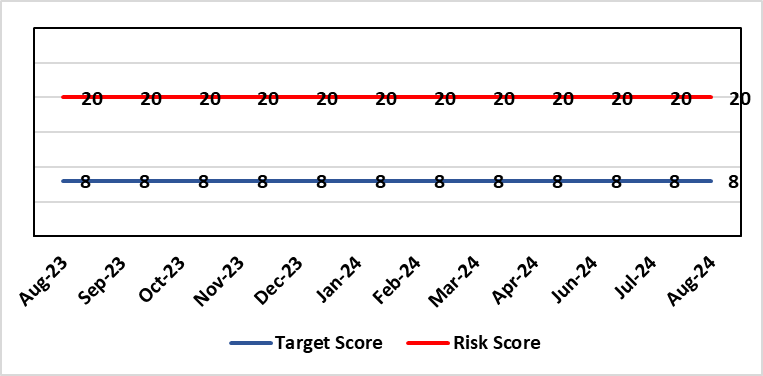 20 20 20 20 20 20 20 20 20 20 20 20
8 8 8 8 8 8 8 8 8 8 8 8
Aug-23 Sep-23 Oct-23 Nov-23 Dec-23 Jan-24 Feb-24 Mar-24 Apr-24 Jun-24 Jul-24 Aug-24
Target Score Risk Score